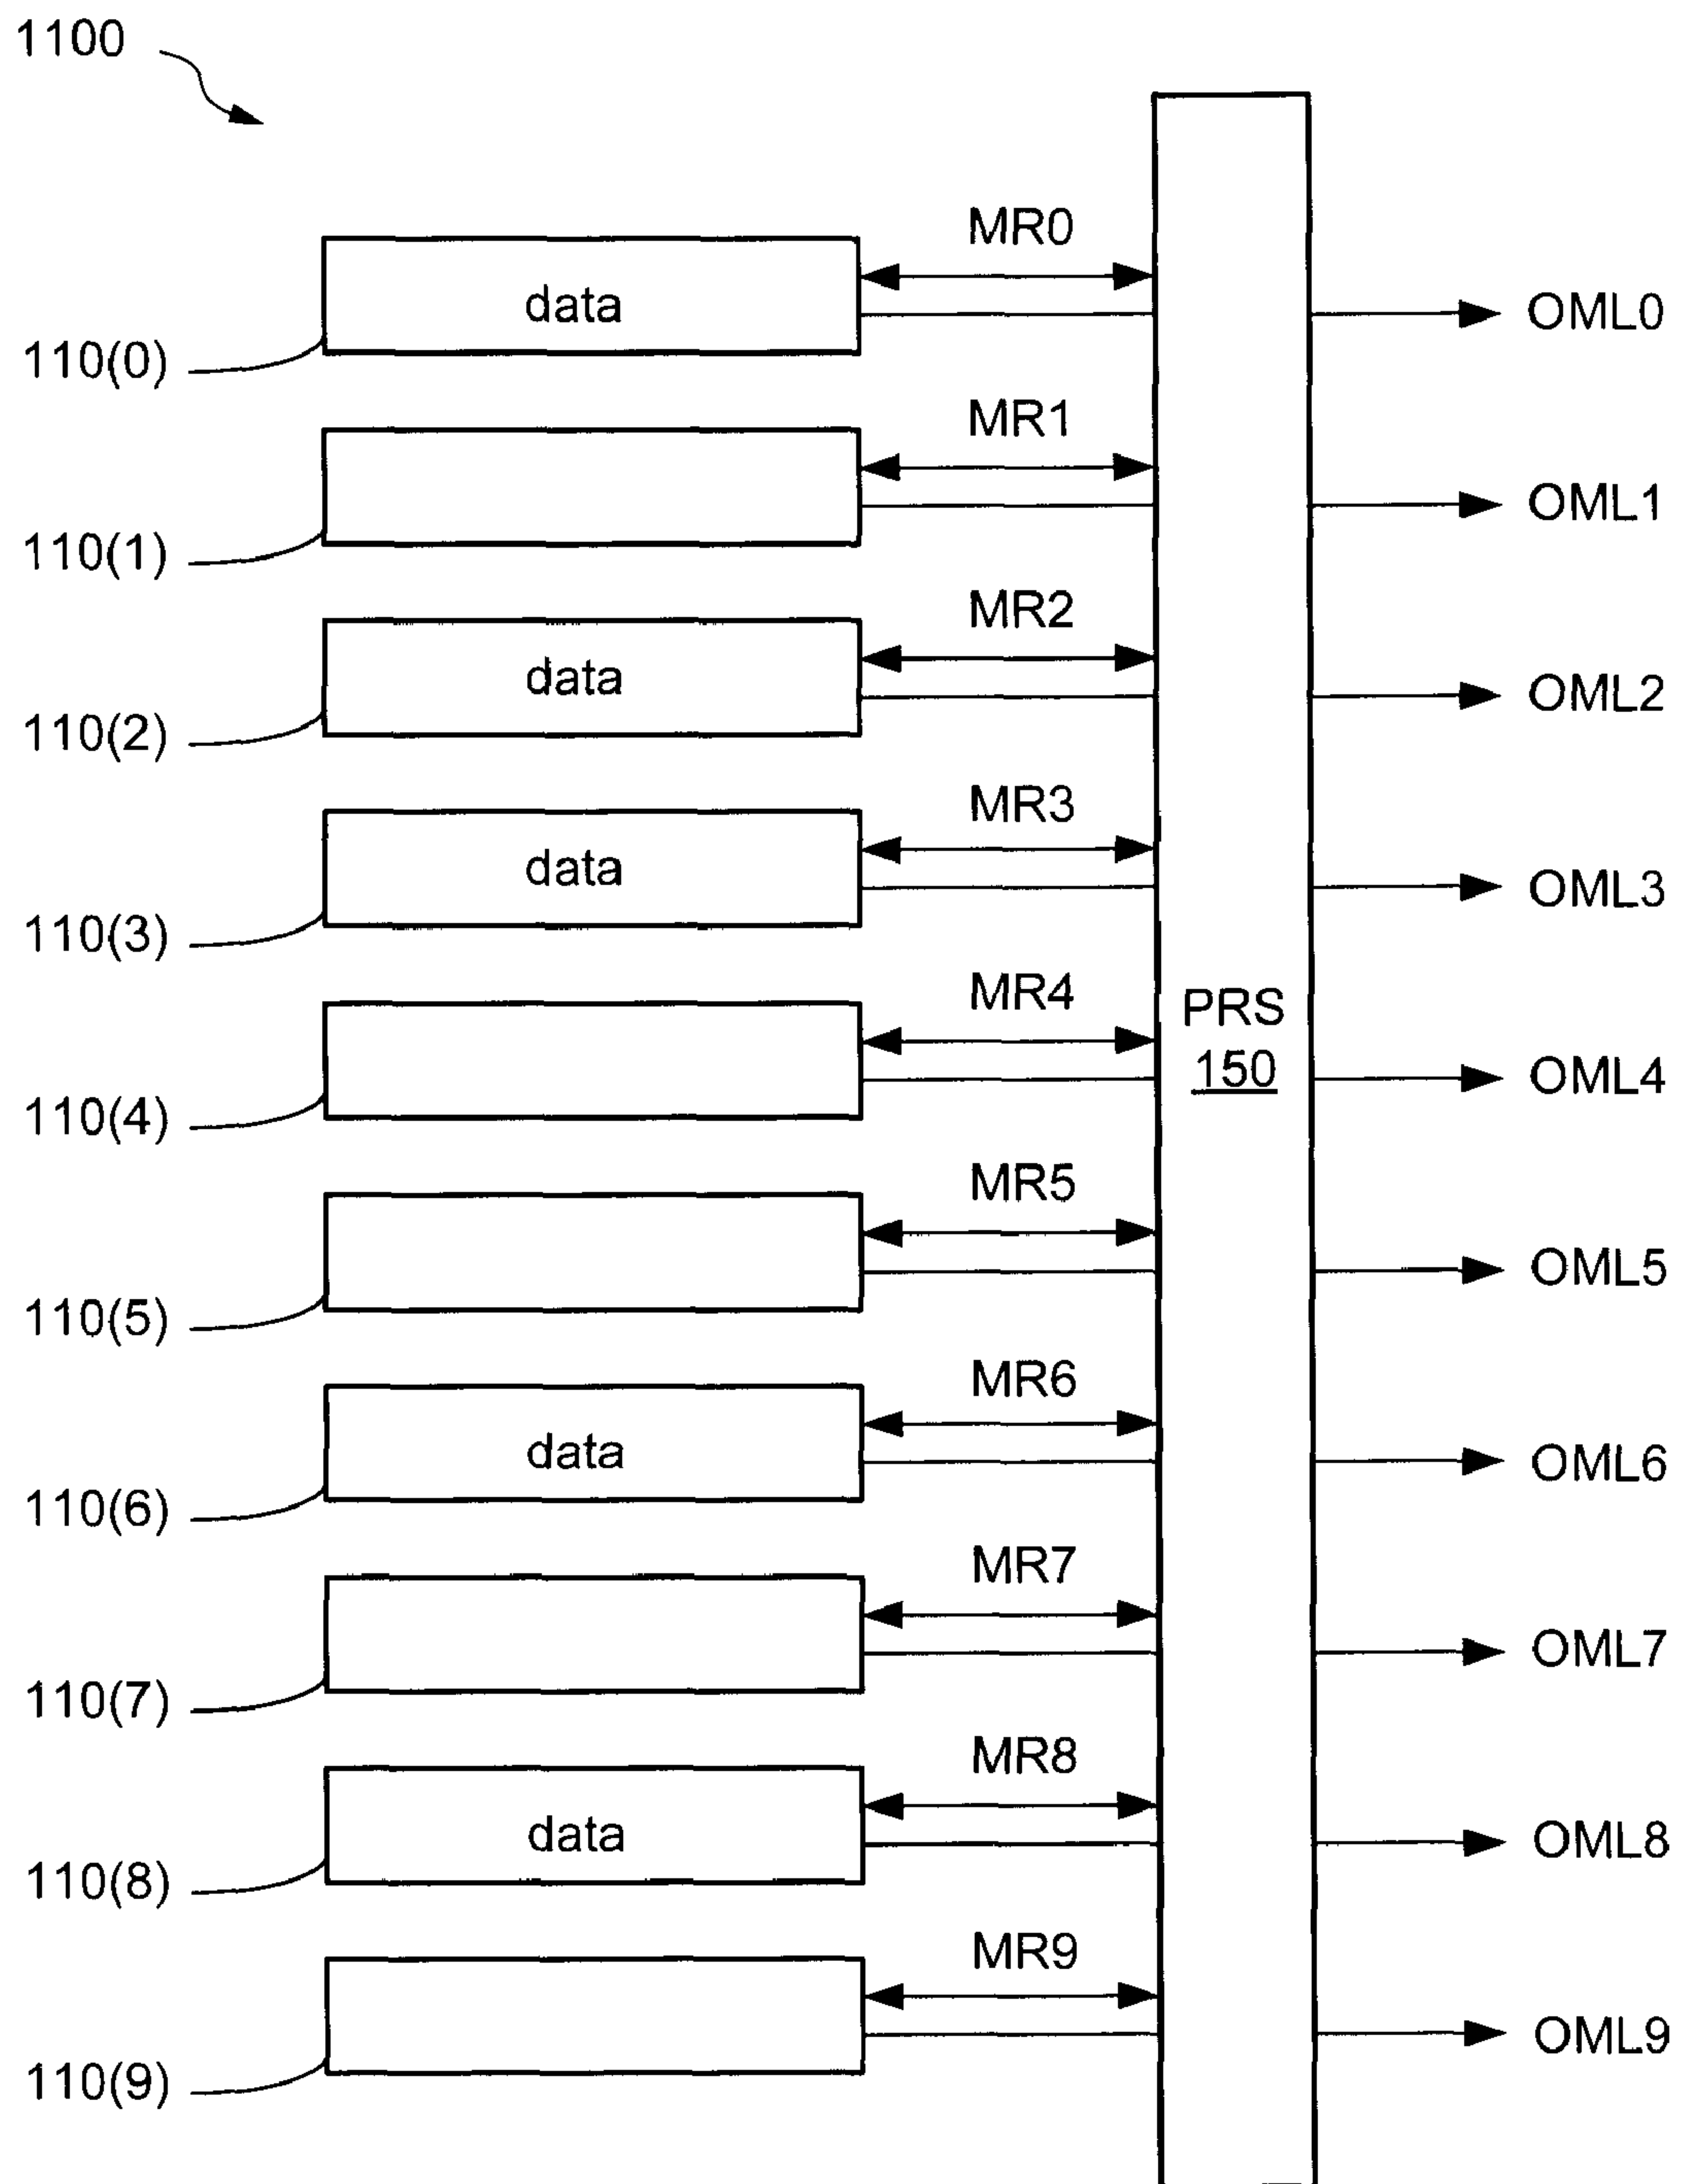 1100
MR0
data
OML0
110(0)
MR1
OML1
110(1)
MR2
data
OML2
110(2)
MR3
data
OML3
110(3)
MR4
PRS
150
OML4
110(4)
MR5
OML5
110(5)
MR6
data
OML6
110(6)
MR7
OML7
110(7)
MR8
data
OML8
110(8)
MR9
OML9
110(9)